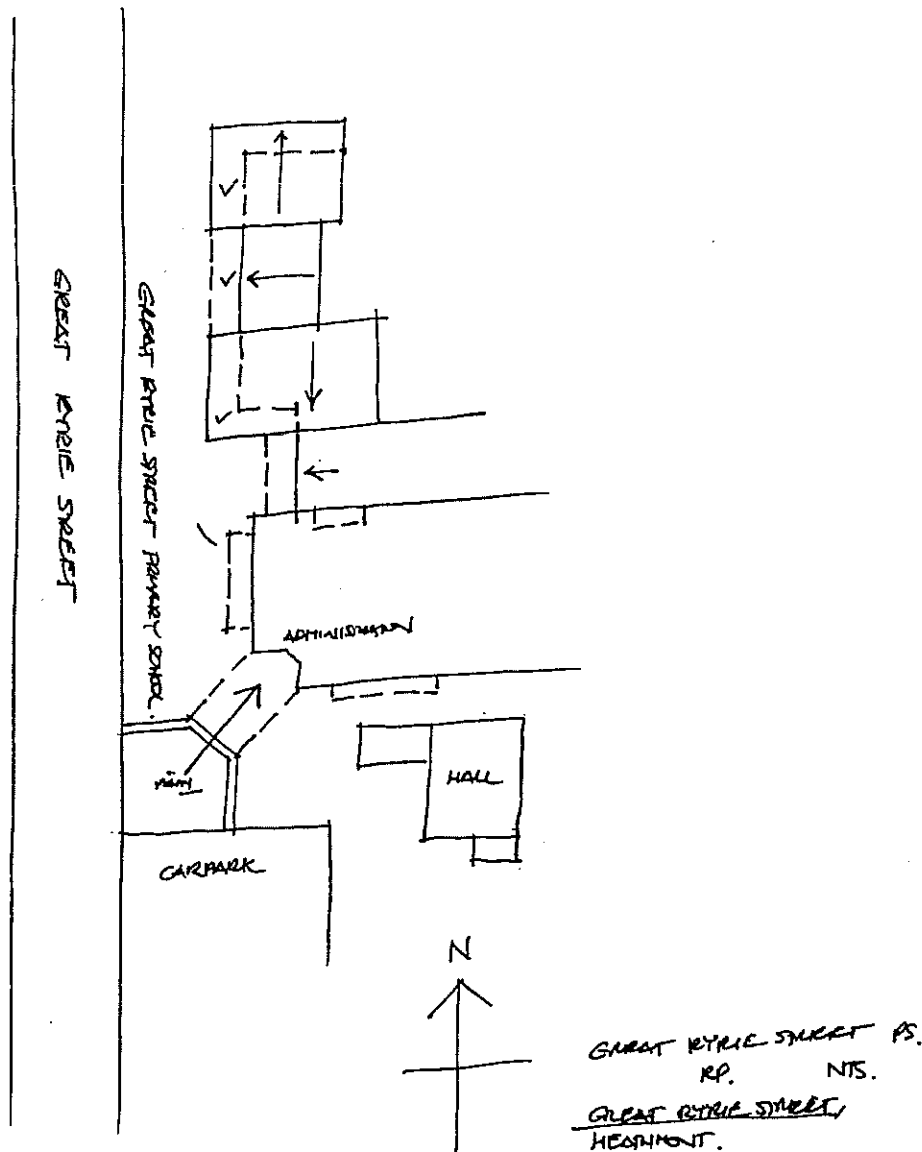 GREAT RYRIE STREET
GREAT RYRIE STREET PRIMARY SCHOOL.
ADMINISTRATION
HALL
CARPARK
N
GREAT RYRIE STREET PS.
RP. NTS.
GREAT RYRIE STREET,
HEATHMONT.